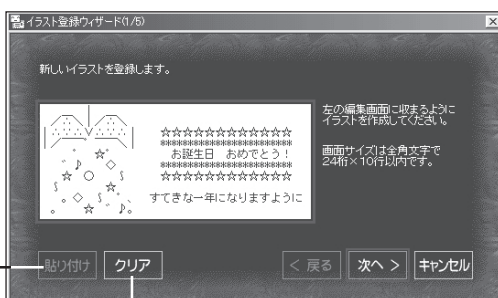 イラスト登録ウィザード(1/5)
新しいイラストを登録します。
☆☆☆☆☆☆☆☆☆☆☆☆
お誕生日 おめでとう!
☆☆☆☆☆☆☆☆☆☆☆☆
すてきな一年になりますように
左の編集画面に収まるように
イラストを作成してください。
画面サイズは全角文字で
24桁×10行以内です。
貼り付け クリア < 戻る 次へ > キャンセル